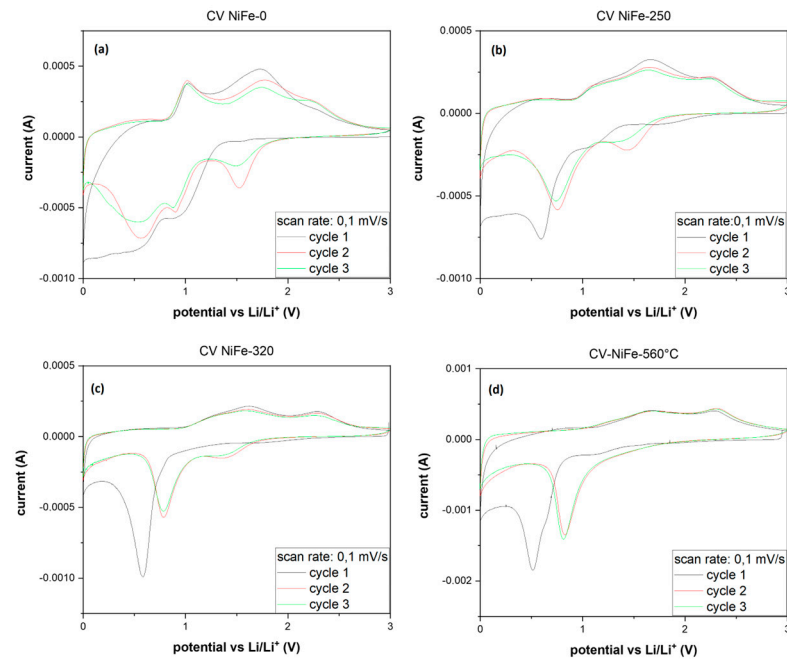 CV NiFe-0
(a)
0.0005
0.0000
-0.0005
-0.0010
current (A)
scan rate: 0,1 mV/s
cycle 1
cycle 2
cycle 3
0
1
2
3
potential vs Li/Li⁺ (V)
CV NiFe-250
(b)
0.0005
0.0000
-0.0005
-0.0010
current (A)
scan rate:0,1 mV/s
cycle 1
cycle 2
cycle 3
0
1
2
3
potential vs Li/Li⁺ (V)
CV NiFe-320
(c)
0.0005
0.0000
-0.0005
-0.0010
current (A)
scan rate: 0,1 mV/s
cycle 1
cycle 2
cycle 3
0
1
2
3
potential vs Li/Li⁺ (V)
CV-NiFe-560°C
(d)
0.001
0.000
-0.001
-0.002
current (A)
scan rate: 0,1 mV/s
cycle 1
cycle 2
cycle 3
0
1
2
3
potential vs Li/Li⁺ (V)